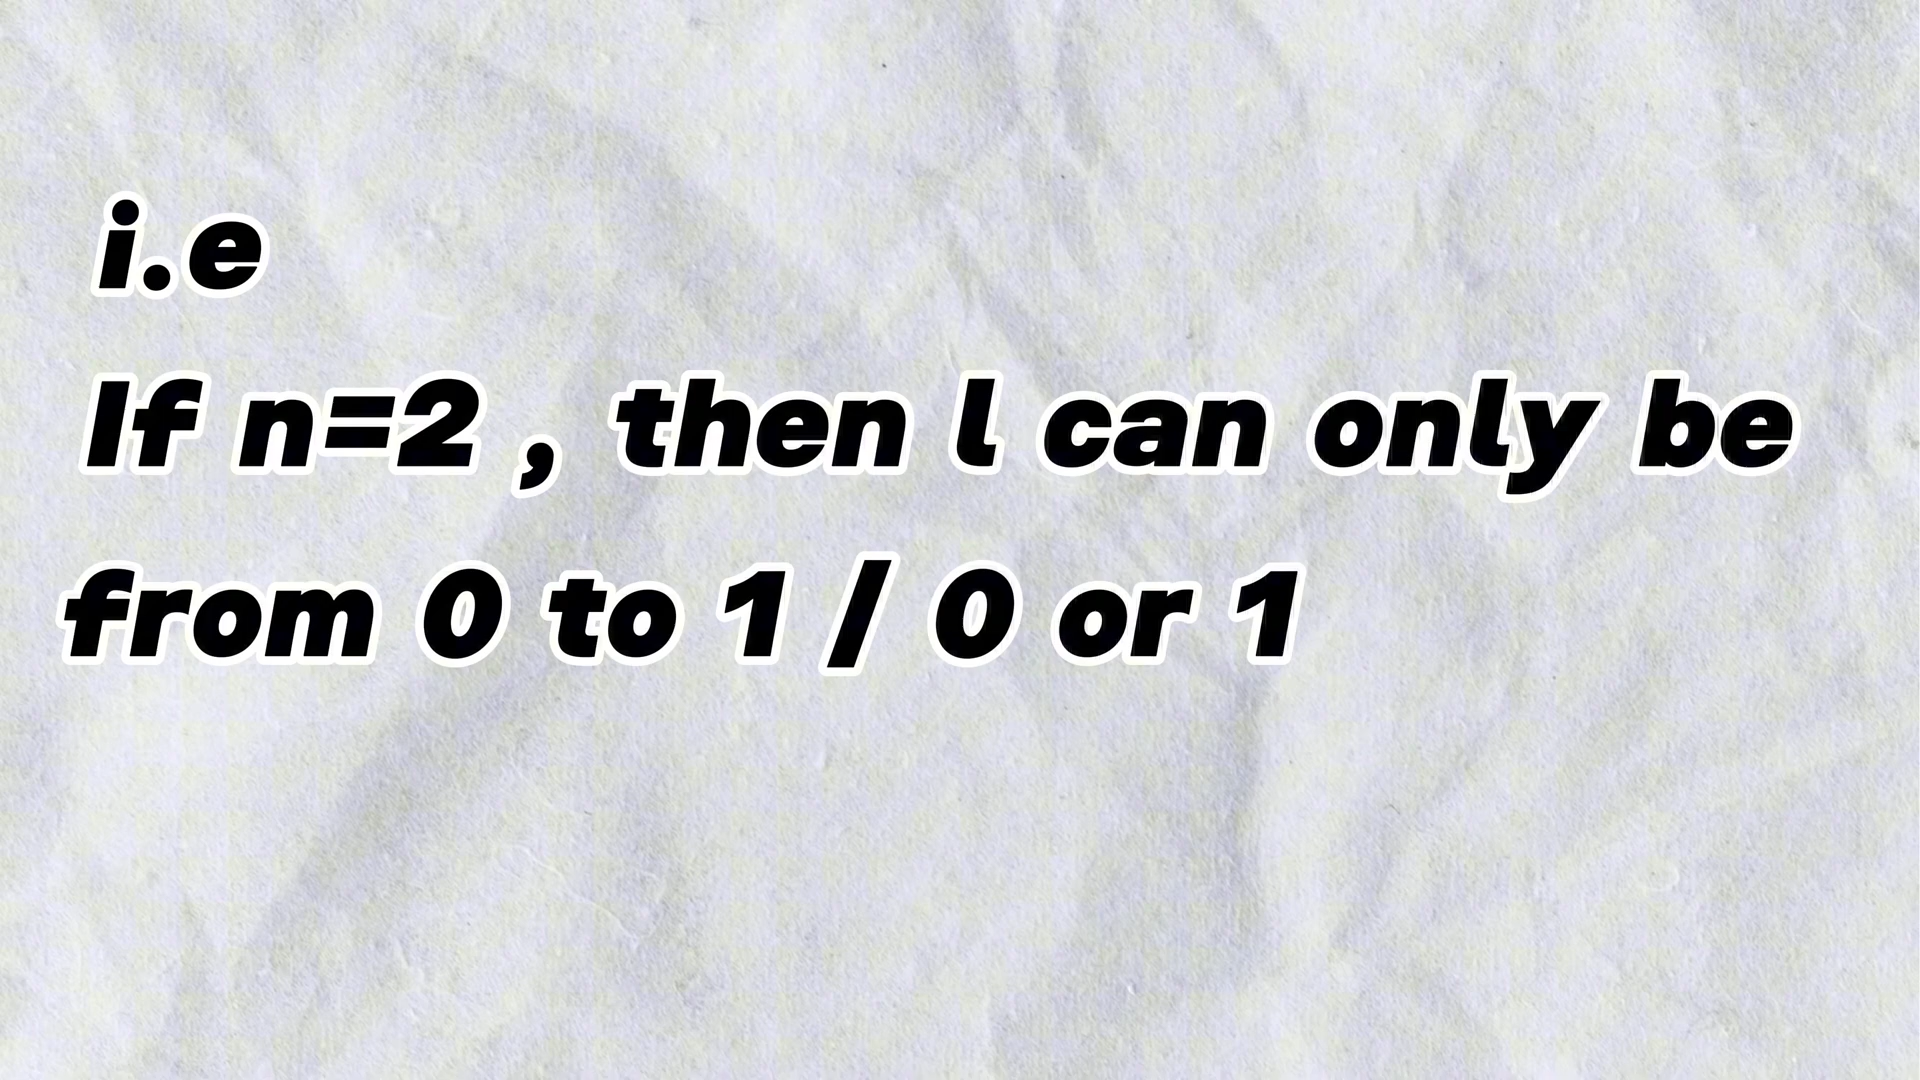 i.e
If n=2 , then l can only be
from 0 to 1 / 0 or 1